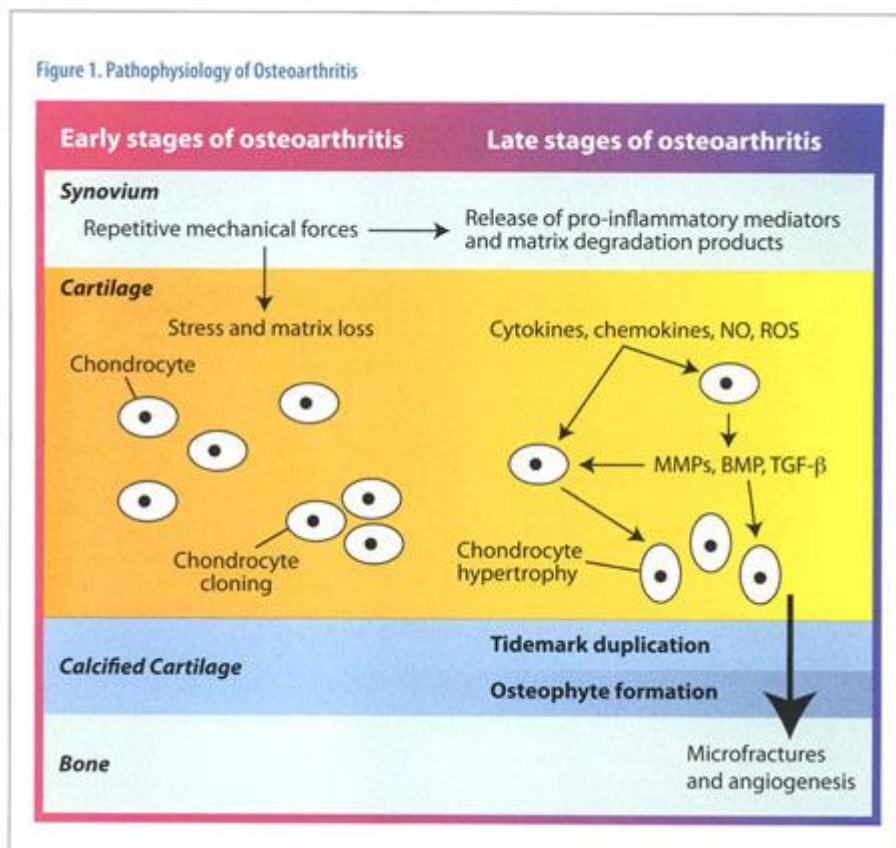 Figure 1. Pathophysiology of Osteoarthritis
Early stages of osteoarthritis
Late stages of osteoarthritis
Synovium
Repetitive mechanical forces
Release of pro-inflammatory mediators
and matrix degradation products
Cartilage
Stress and matrix loss
Cytokines, chemokines, NO, ROS
Chondrocyte
MMPs, BMP, TGF-β
Chondrocyte
cloning
Chondrocyte
hypertrophy
Calcified Cartilage
Tidemark duplication
Osteophyte formation
Bone
Microfractures
and angiogenesis